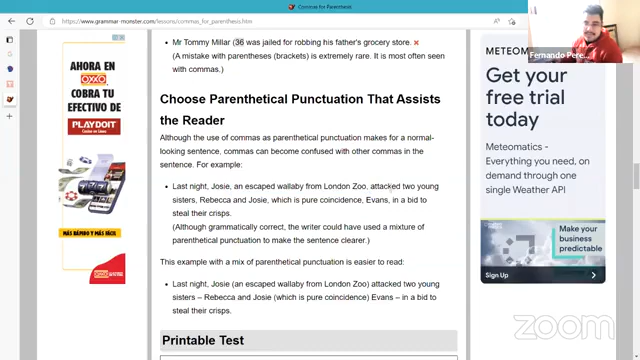 https://www.grammar-monster.com/lessons/commas_for_parenthesis.htm
Commas for Parenthesis
• Mr Tommy Millar (36 was jailed for robbing his father's grocery store.
(A mistake with parentheses (brackets) is extremely rare. It is most often seen
with commas.)
Choose Parenthetical Punctuation That Assists
the Reader
Although the use of commas as parenthetical punctuation makes for a normal-
looking sentence, commas can become confused with other commas in the
sentence. For example:
• Last night, Josie, an escaped wallaby from London Zoo, attacked two young
sisters, Rebecca and Josie, which is pure coincidence, Evans, in a bid to
steal their crisps.
(Although grammatically correct, the writer could have used a mixture of
parenthetical punctuation to make the sentence clearer.)
This example with a mix of parenthetical punctuation is easier to read:
• Last night, Josie (an escaped wallaby from London Zoo) attacked two young
sisters – Rebecca and Josie (which is pure coincidence) Evans – in a bid to
steal their crisps.
Printable Test
AHORA EN
OXXO
COBRA TU
EFECTIVO DE
PLAYDOIT
MÁS RÁPIDO Y MÁS FÁCIL
METEOM
Get your
free trial
today
Meteomatics -
Everything you need, on
demand through one
single Weather API
Make your
business
predictable
Sign Up
Fernando Pere
zoom